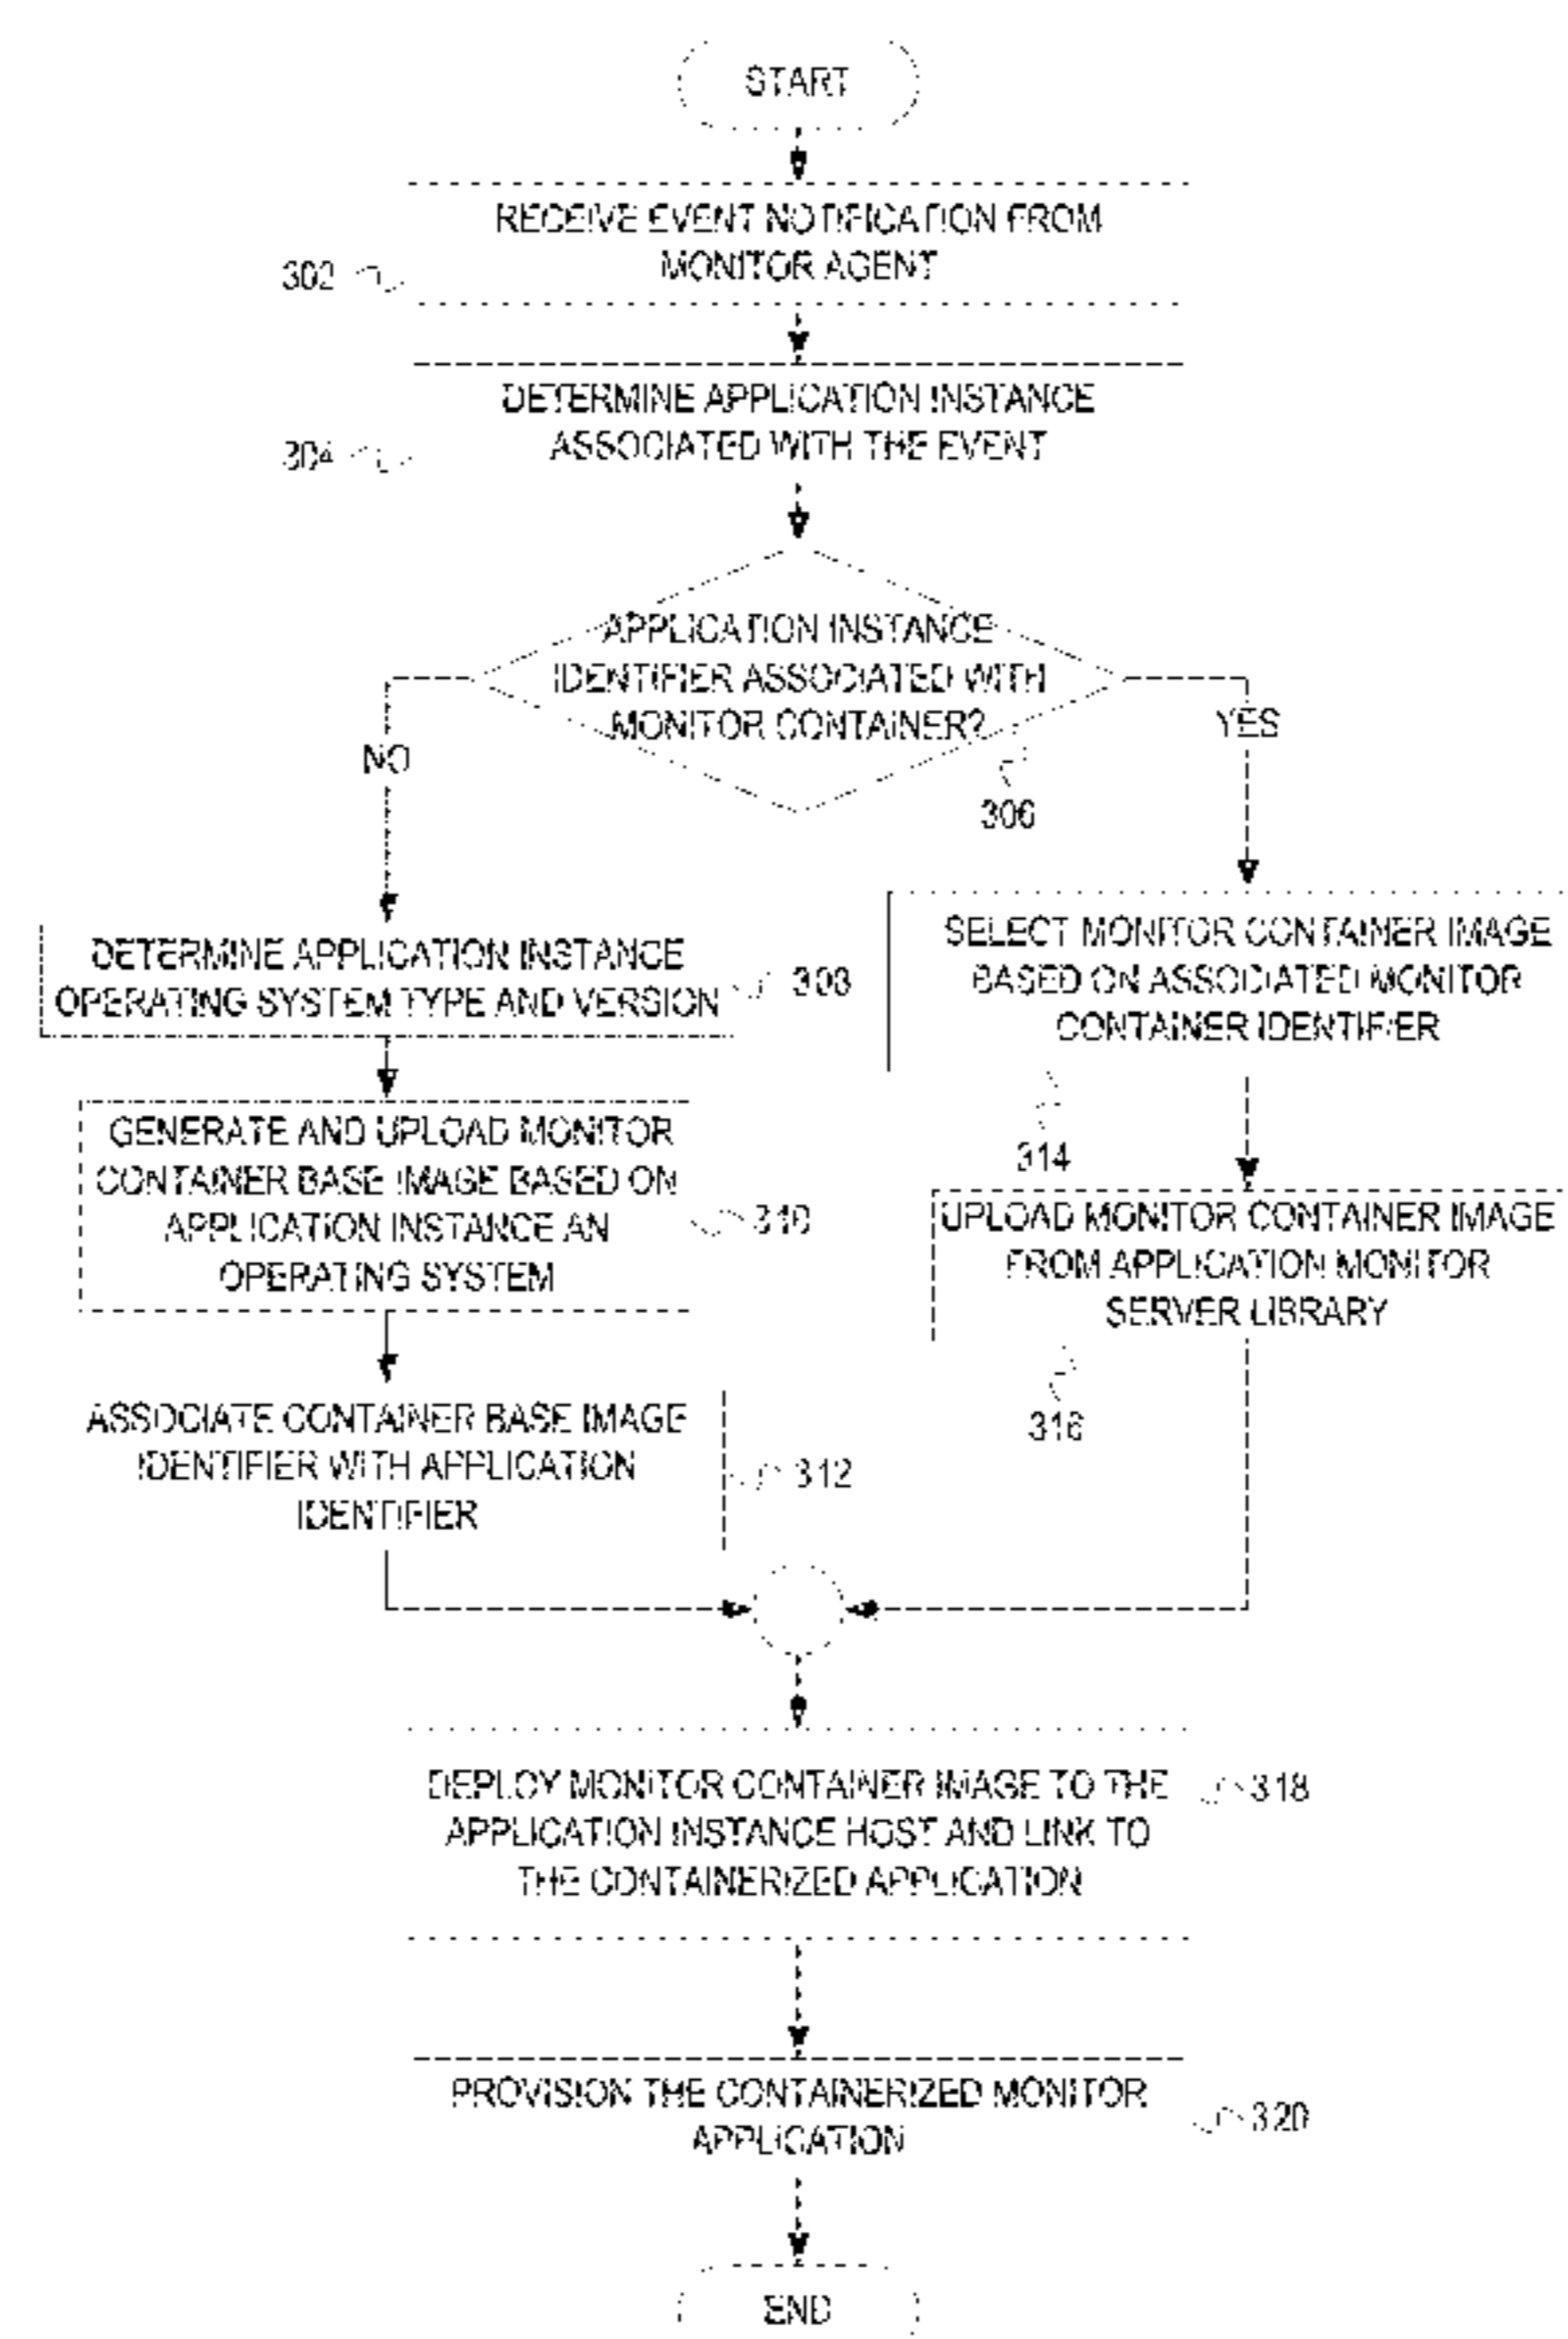 START
RECEIVE EVENT NOTIFICATION FROM
MONITOR AGENT
302
DETERMINE APPLICATION INSTANCE
ASSOCIATED WITH THE EVENT
304
APPLICATION INSTANCE
IDENTIFIER ASSOCIATED WITH
MONITOR CONTAINER?
306
NO
YES
DETERMINE APPLICATION INSTANCE
OPERATING SYSTEM TYPE AND VERSION
308
GENERATE AND UPLOAD MONITOR
CONTAINER BASE IMAGE BASED ON
APPLICATION INSTANCE AN
OPERATING SYSTEM
310
ASSOCIATE CONTAINER BASE IMAGE
IDENTIFIER WITH APPLICATION
IDENTIFIER
312
SELECT MONITOR CONTAINER IMAGE
BASED ON ASSOCIATED MONITOR
CONTAINER IDENTIFIER
314
UPLOAD MONITOR CONTAINER IMAGE
FROM APPLICATION MONITOR
SERVER LIBRARY
316
DEPLOY MONITOR CONTAINER IMAGE TO THE
APPLICATION INSTANCE HOST AND LINK TO
THE CONTAINERIZED APPLICATION
318
PROVISION THE CONTAINERIZED MONITOR
APPLICATION
320
END